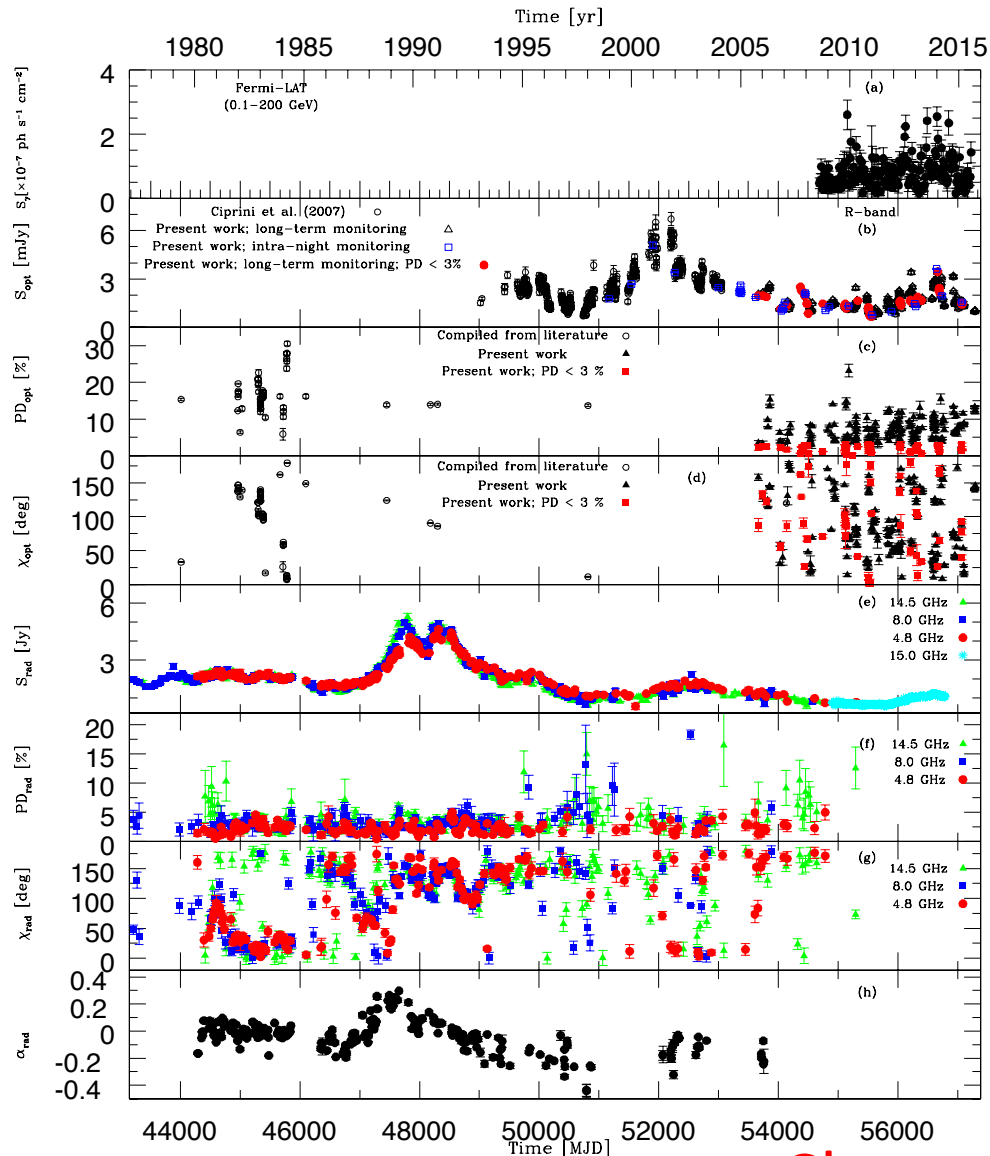 Time [yr]
1980 1985 1990 1995 2000 2005 2010 2015
S_γ[×10⁻⁷ ph s⁻¹ cm⁻²]
4
2
0
Fermi-LAT
(0.1-200 GeV)
(a)
S_opt [mJy]
6
3
0
Ciprini et al. (2007)
Present work; long-term monitoring
Present work; intra-night monitoring
Present work; long-term monitoring; PD < 3%
R-band
(b)
PD_opt [%]
30
20
10
0
Compiled from literature
Present work
Present work; PD < 3 %
(c)
χ_opt [deg]
150
100
50
0
Compiled from literature
Present work
Present work; PD < 3 %
(d)
S_rad [Jy]
6
3
0
(e)
14.5 GHz
8.0 GHz
4.8 GHz
15.0 GHz
PD_rad [%]
20
15
10
5
0
(f)
14.5 GHz
8.0 GHz
4.8 GHz
χ_rad [deg]
150
100
50
0
(g)
14.5 GHz
8.0 GHz
4.8 GHz
α_rad
0.4
0.2
0
-0.2
-0.4
(h)
44000 46000 48000 50000 52000 54000 56000
Time [MJD]